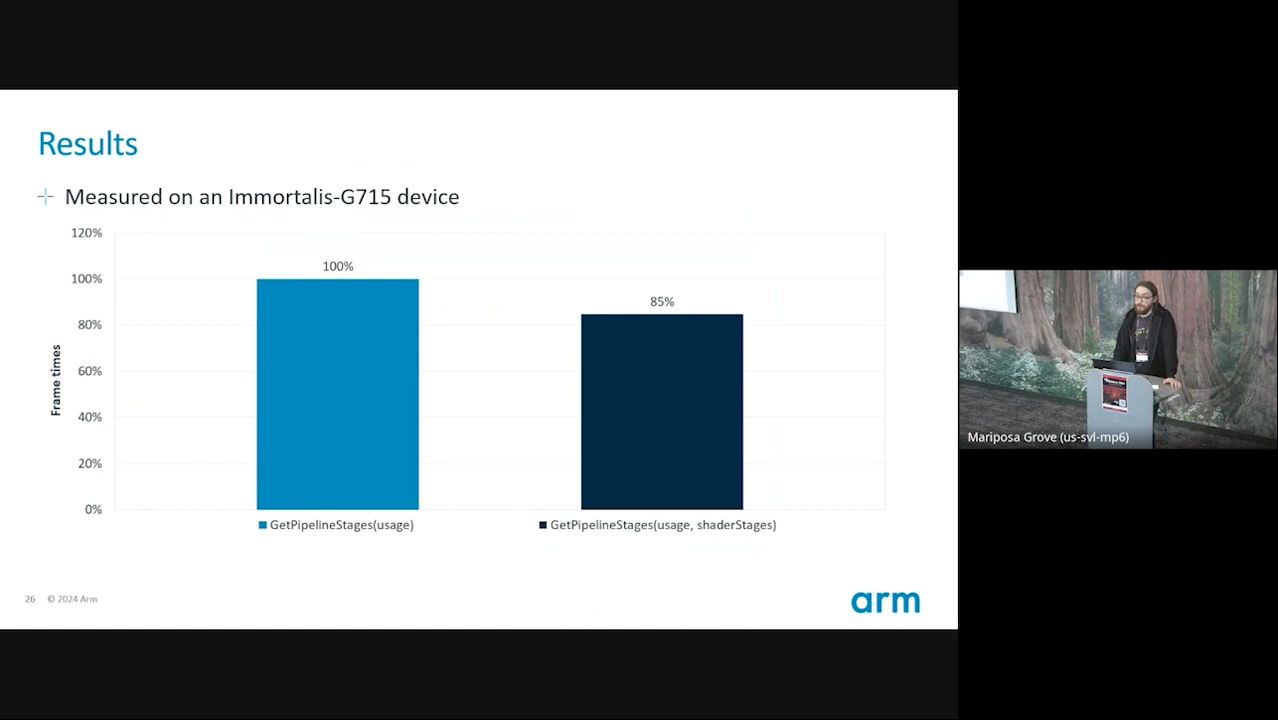 Results
Measured on an Immortalis-G715 device
120%
100%
80%
60%
40%
20%
0%
Frame times
100%
85%
GetPipelineStages(usage)
GetPipelineStages(usage, shaderStages)
26 © 2024 Arm
arm
Mariposa Grove (us-svl-mp6)